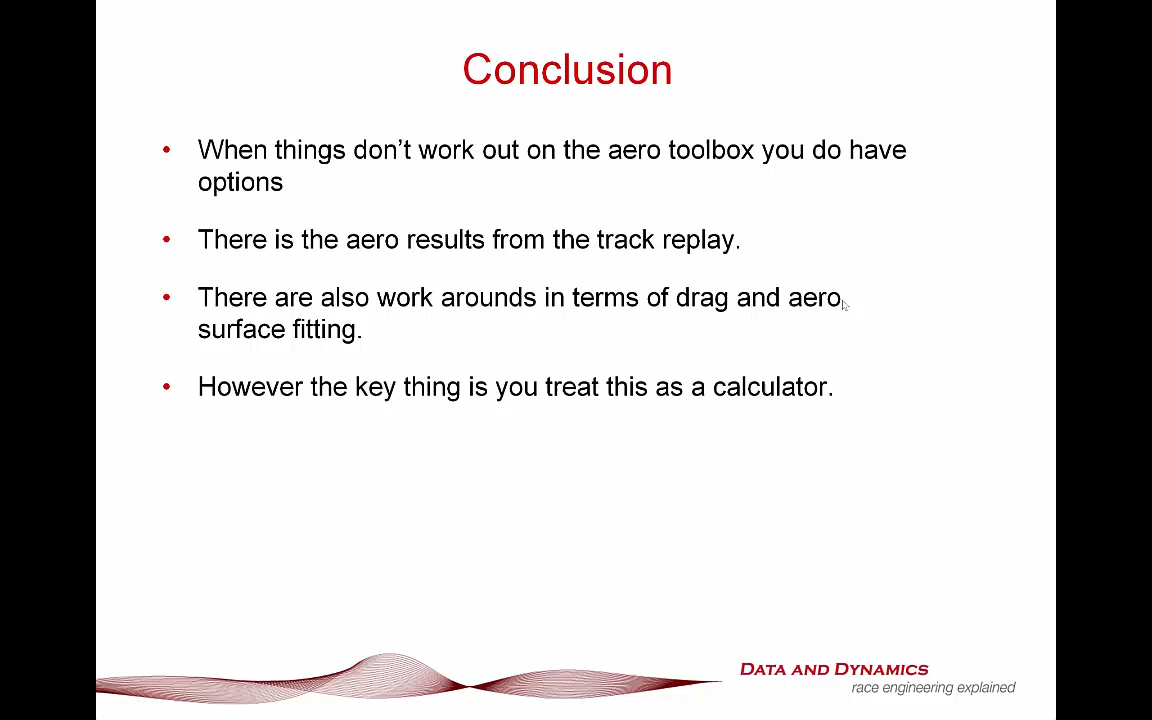 Conclusion
• When things don't work out on the aero toolbox you do have
options
• There is the aero results from the track replay.
• There are also work arounds in terms of drag and aero
surface fitting.
• However the key thing is you treat this as a calculator.
DATA AND DYNAMICS
race engineering explained